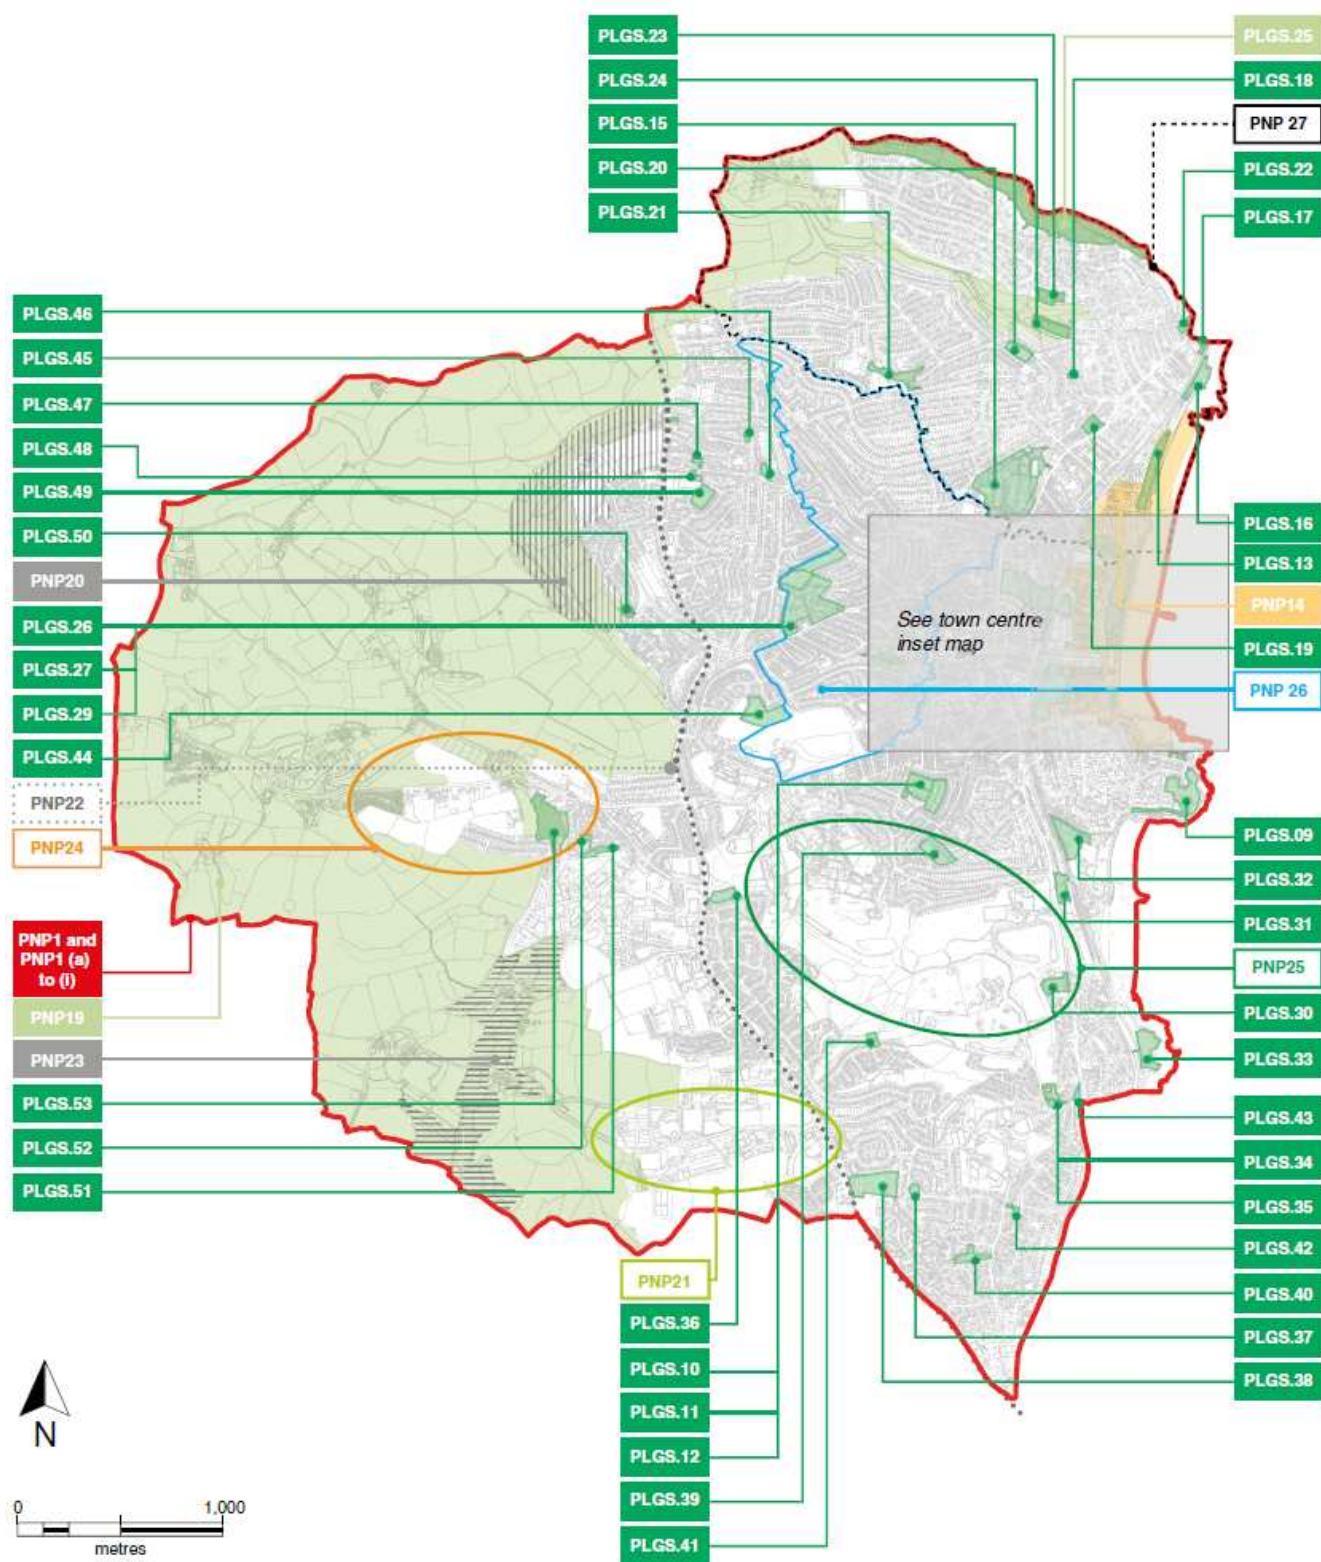 PLGS.23
PLGS.24
PLGS.15
PLGS.20
PLGS.21
PLGS.25
PLGS.18
PNP 27
PLGS.22
PLGS.17
PLGS.46
PLGS.45
PLGS.47
PLGS.48
PLGS.49
PLGS.50
PNP20
PLGS.26
PLGS.27
PLGS.29
PLGS.44
PNP22
PNP24
PNP1 and
PNP1 (a)
to (i)
PNP19
PNP23
PLGS.53
PLGS.52
PLGS.51
See town centre
inset map
PLGS.16
PLGS.13
PNP14
PLGS.19
PNP 26
PLGS.09
PLGS.32
PLGS.31
PNP25
PLGS.30
PLGS.33
PLGS.43
PLGS.34
PLGS.35
PLGS.42
PLGS.40
PLGS.37
PLGS.38
PNP21
PLGS.36
PLGS.10
PLGS.11
PLGS.12
PLGS.39
PLGS.41
N
0 1,000
metres